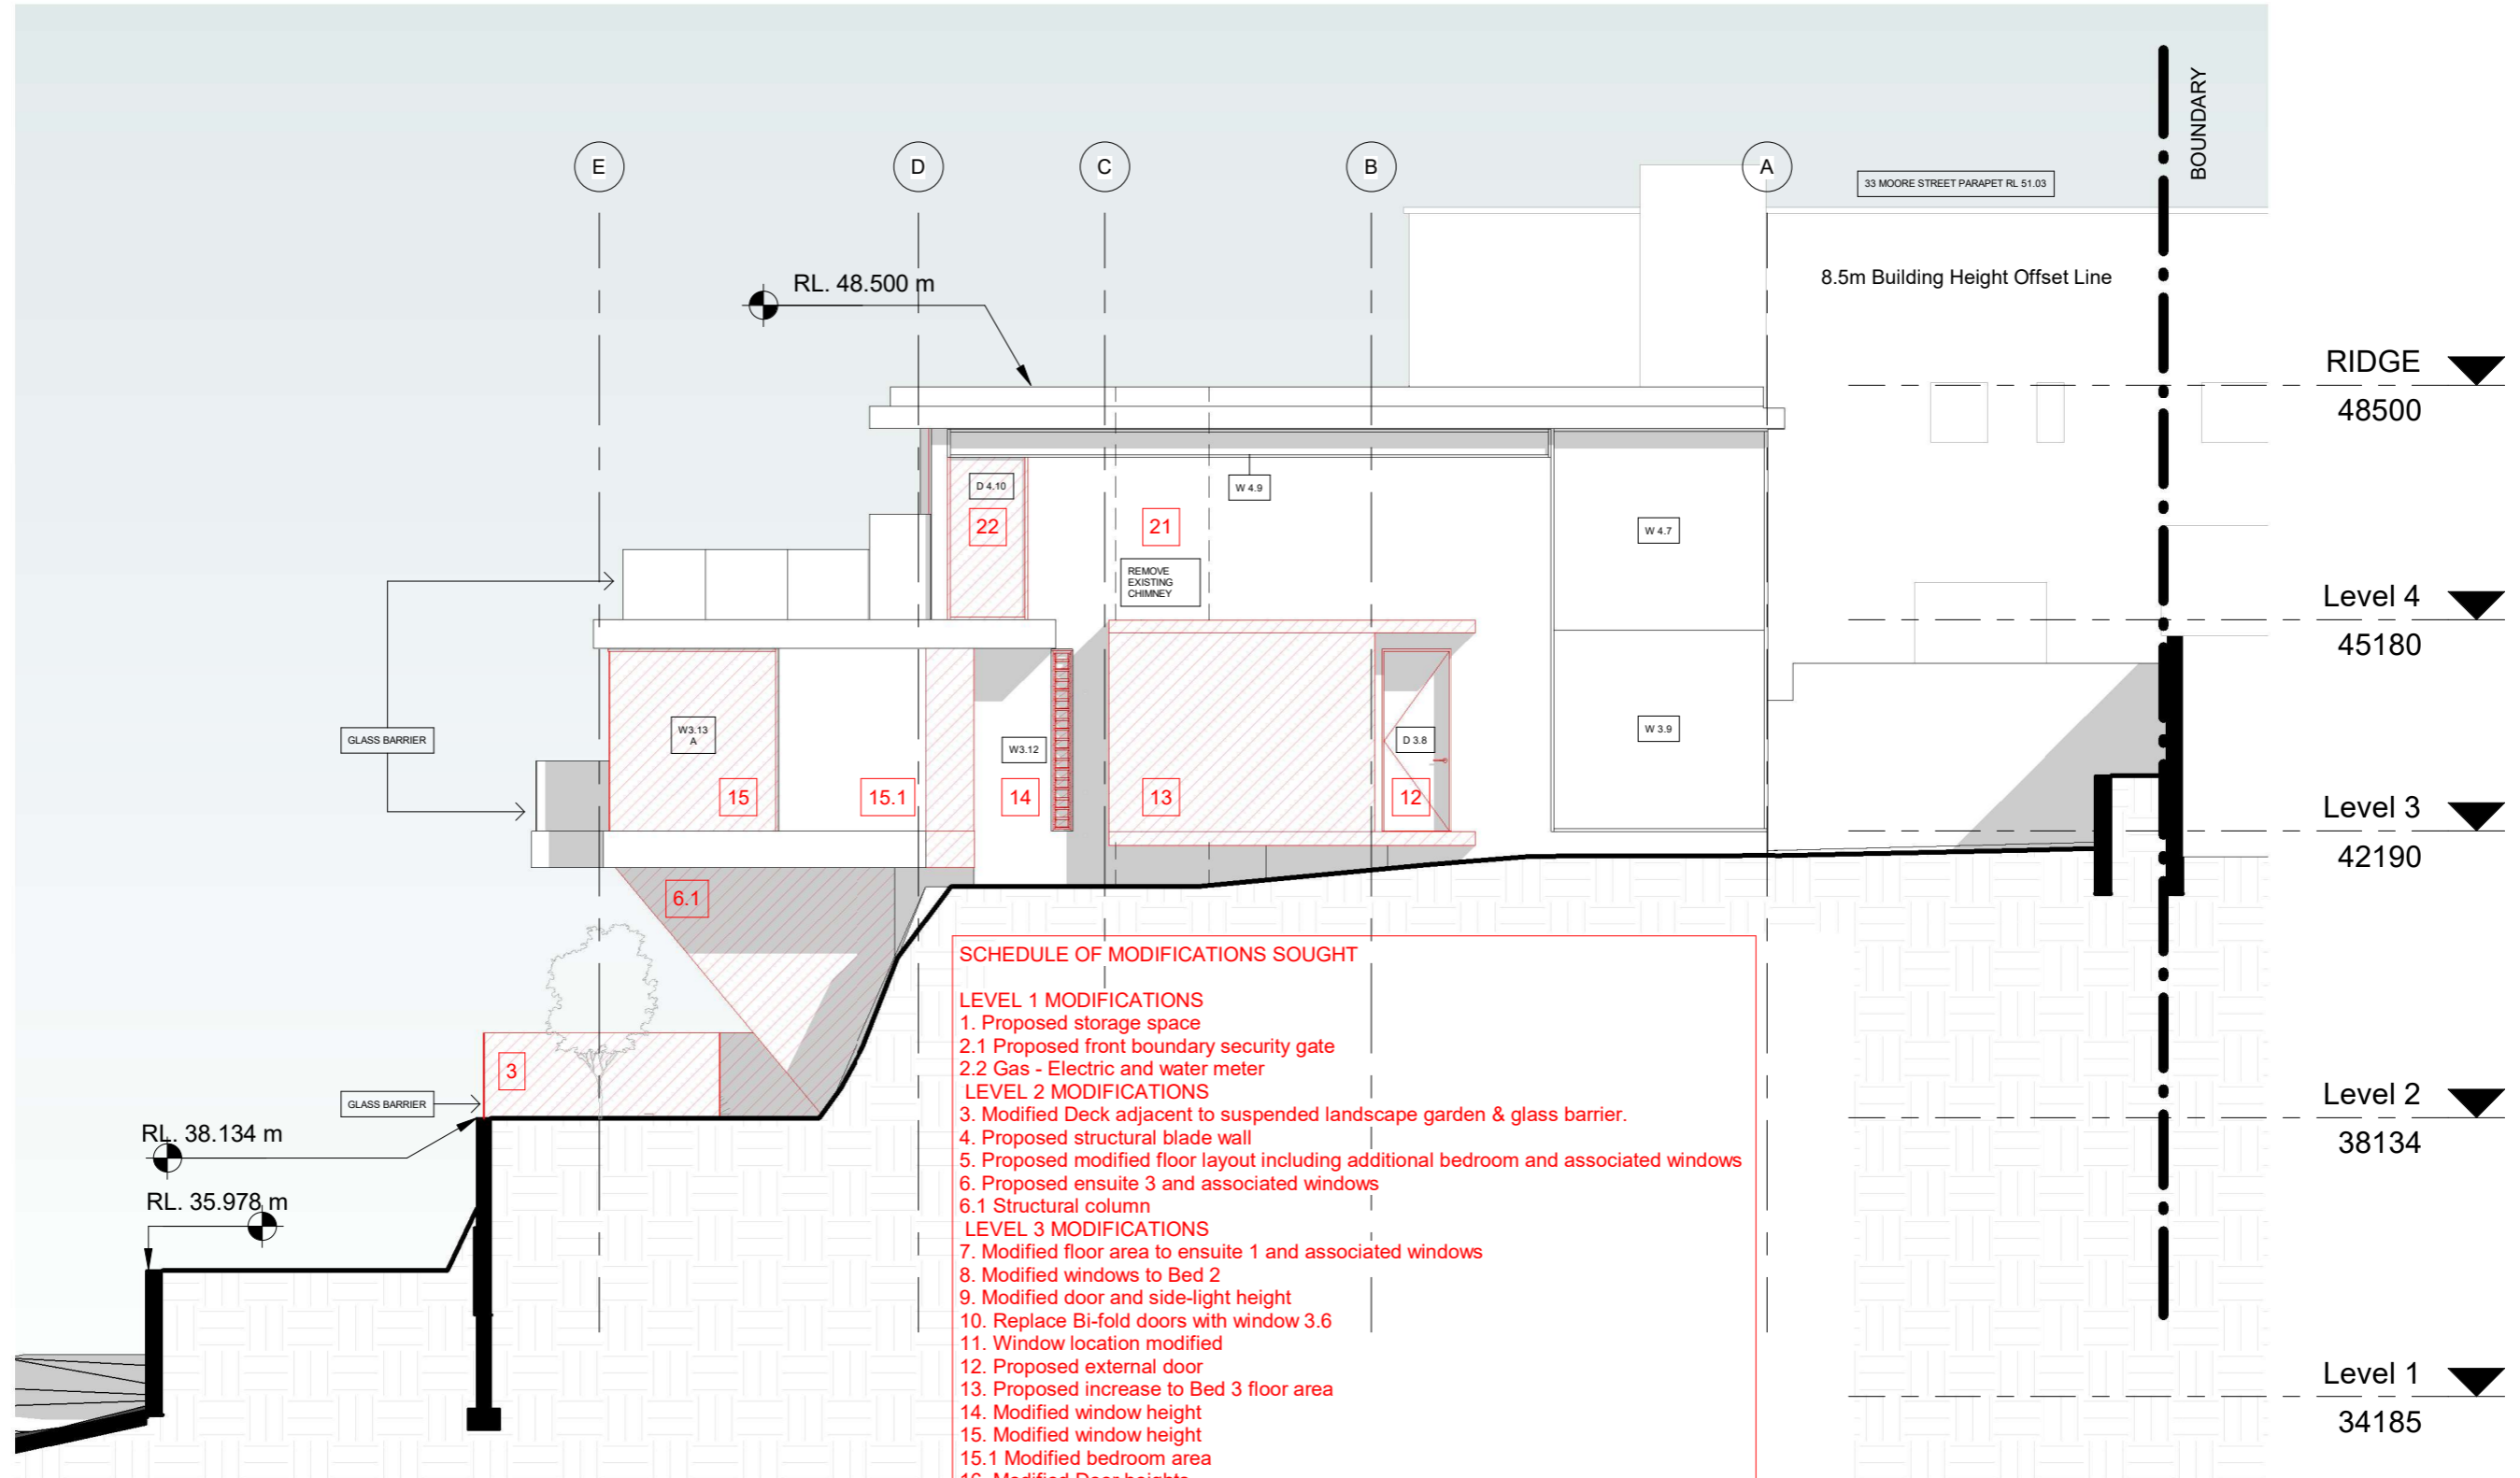 BOUNDARY
E
D
C
B
A
33 MOORE STREET PARAPET RL 51.03
RL. 48.500 m
8.5m Building Height Offset Line
RIDGE
48500
D 4.10
22
W 4.9
21
REMOVE
EXISTING
CHIMNEY
W 4.7
Level 4
45180
GLASS BARRIER
W3.13
A
15
15.1
W3.12
14
13
D 3.8
12
W 3.9
Level 3
42190
6.1
3
GLASS BARRIER
RL. 38.134 m
RL. 35.978 m
Level 2
38134
Level 1
34185
SCHEDULE OF MODIFICATIONS SOUGHT
LEVEL 1 MODIFICATIONS
1. Proposed storage space
2.1 Proposed front boundary security gate
2.2 Gas - Electric and water meter
LEVEL 2 MODIFICATIONS
3. Modified Deck adjacent to suspended landscape garden & glass barrier.
4. Proposed structural blade wall
5. Proposed modified floor layout including additional bedroom and associated windows
6. Proposed ensuite 3 and associated windows
6.1 Structural column
LEVEL 3 MODIFICATIONS
7. Modified floor area to ensuite 1 and associated windows
8. Modified windows to Bed 2
9. Modified door and side-light height
10. Replace Bi-fold doors with window 3.6
11. Window location modified
12. Proposed external door
13. Proposed increase to Bed 3 floor area
14. Modified window height
15. Modified window height
15.1 Modified bedroom area
16. Modified Door heights